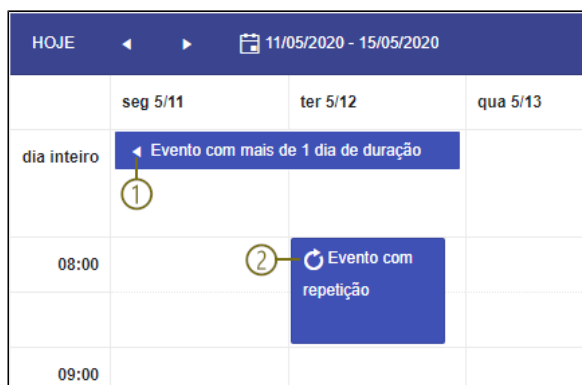 HOJE 11/05/2020 - 15/05/2020
seg 5/11 ter 5/12 qua 5/13
dia inteiro Evento com mais de 1 dia de duração
1
08:00 2 Evento com
repetição
09:00